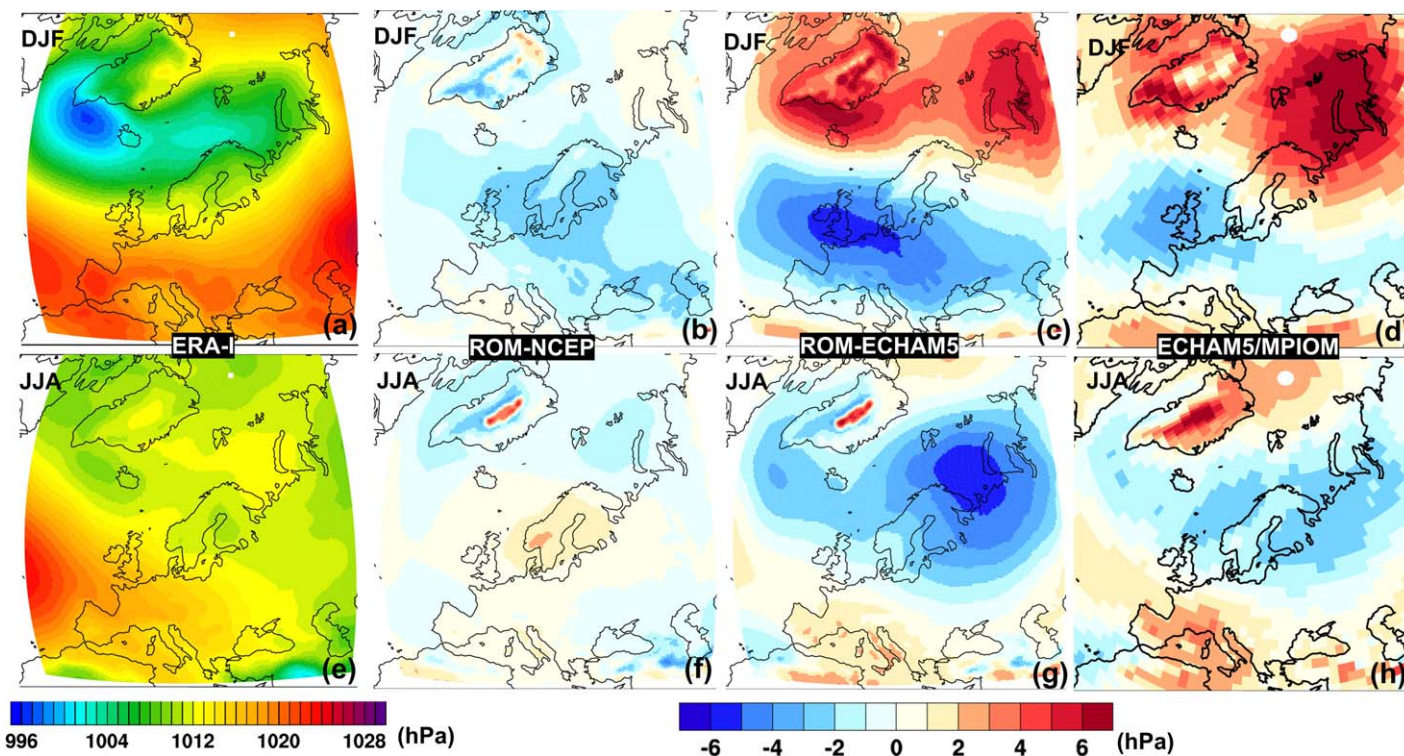 DJF
DJF
DJF
DJF
(a)
(b)
(c)
(d)
ERA-I
ROM-NCEP
ROM-ECHAM5
ECHAM5/MPIOM
JJA
JJA
JJA
JJA
(e)
(f)
(g)
(h)
996 1004 1012 1020 1028 (hPa)
-6 -4 -2 0 2 4 6 (hPa)